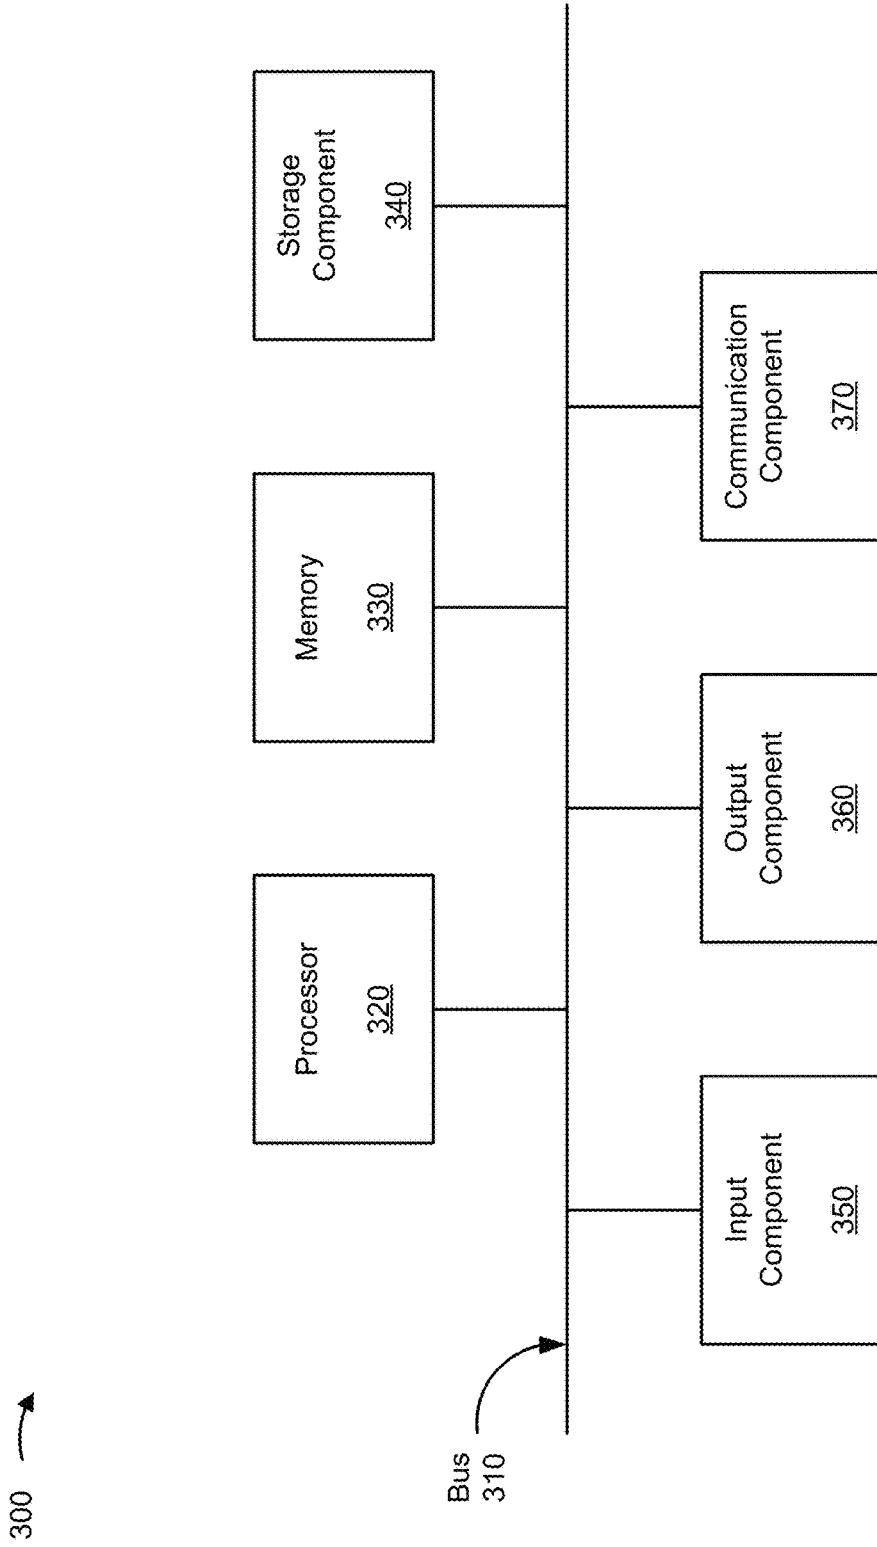 300
Bus
310
Processor
320
Memory
330
Storage
Component
340
Input
Component
350
Output
Component
360
Communication
Component
370